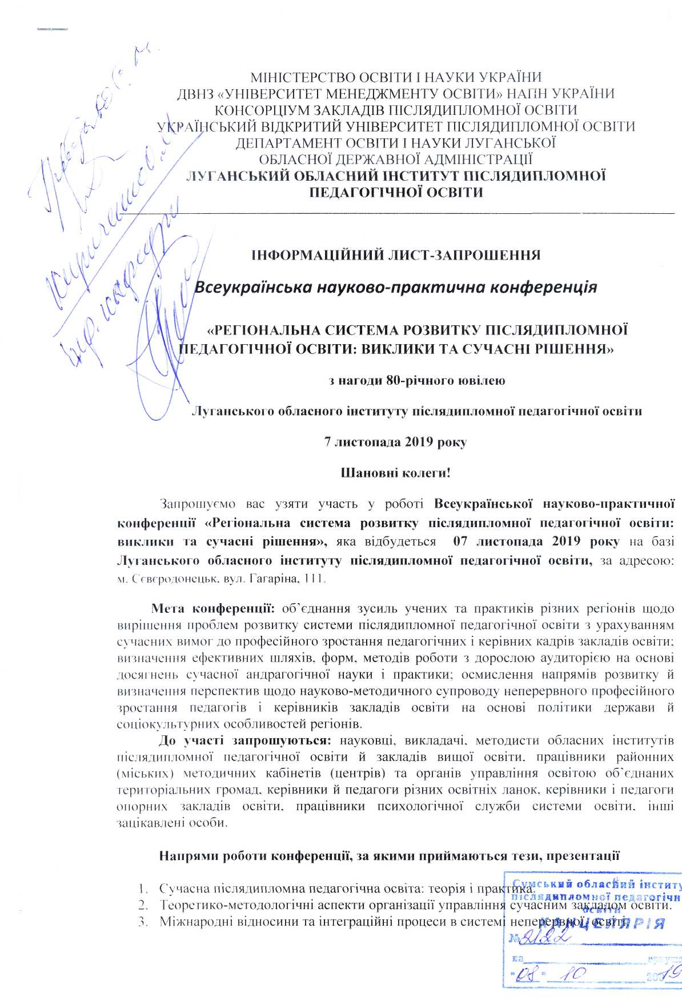 МІНІСТЕРСТВО ОСВІТИ І НАУКИ УКРАЇНИ
ДВНЗ «УНІВЕРСИТЕТ МЕНЕДЖМЕНТУ ОСВІТИ» НАПН УКРАЇНИ
КОНСОРЦІУМ ЗАКЛАДІВ ПІСЛЯДИПЛОМНОЇ ОСВІТИ
УКРАЇНСЬКИЙ ВІДКРИТИЙ УНІВЕРСИТЕТ ПІСЛЯДИПЛОМНОЇ ОСВІТИ
ДЕПАРТАМЕНТ ОСВІТИ І НАУКИ ЛУГАНСЬКОЇ
ОБЛАСНОЇ ДЕРЖАВНОЇ АДМІНІСТРАЦІЇ
ЛУГАНСЬКИЙ ОБЛАСНИЙ ІНСТИТУТ ПІСЛЯДИПЛОМНОЇ
ПЕДАГОГІЧНОЇ ОСВІТИ
ІНФОРМАЦІЙНИЙ ЛИСТ-ЗАПРОШЕННЯ
Всеукраїнська науково-практична конференція
«РЕГІОНАЛЬНА СИСТЕМА РОЗВИТКУ ПІСЛЯДИПЛОМНОЇ
ПЕДАГОГІЧНОЇ ОСВІТИ: ВИКЛИКИ ТА СУЧАСНІ РІШЕННЯ»
з нагоди 80-річного ювілею
Луганського обласного інституту післядипломної педагогічної освіти
7 листопада 2019 року
Шановні колеги!
Запрошуємо вас узяти участь у роботі Всеукраїнської науково-практичної
конференції «Регіональна система розвитку післядипломної педагогічної освіти:
виклики та сучасні рішення», яка відбудеться 07 листопада 2019 року на базі
Луганського обласного інституту післядипломної педагогічної освіти, за адресою:
м. Сєвєродонецьк, вул. Гагаріна, 111.
Мета конференції: об’єднання зусиль учених та практиків різних регіонів щодо
вирішення проблем розвитку системи післядипломної педагогічної освіти з урахуванням
сучасних вимог до професійного зростання педагогічних і керівних кадрів закладів освіти;
визначення ефективних шляхів, форм, методів роботи з дорослою аудиторією на основі
досягнень сучасної андрагогічної науки і практики; осмислення напрямів розвитку й
визначення перспектив щодо науково-методичного супроводу неперервного професійного
зростання педагогів і керівників закладів освіти на основі політики держави й
соціокультурних особливостей регіонів.
До участі запрошуються: науковці, викладачі, методисти обласних інститутів
післядипломної педагогічної освіти й закладів вищої освіти, працівники районних
(міських) методичних кабінетів (центрів) та органів управління освітою об’єднаних
територіальних громад, керівники й педагоги різних освітніх ланок, керівники і педагоги
опорних закладів освіти, працівники психологічної служби системи освіти, інші
зацікавлені особи.
Напрями роботи конференції, за якими приймаються тези, презентації
1. Сучасна післядипломна педагогічна освіта: теорія і практика.
2. Теоретико-методологічні аспекти організації управління сучасним закладом освіти.
3. Міжнародні відносини та інтеграційні процеси в системі неперервної освіти.
Сумський обласний інститу
післядипломної педагогічн
освіти
КАНЦЕЛЯРІЯ
№ 2122
на аркуша
"08" 10 20019